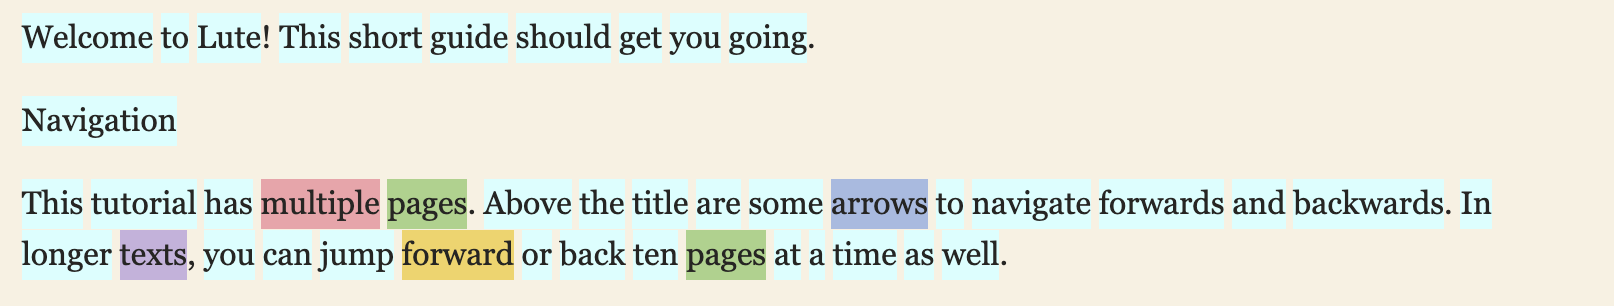 Welcome to Lute! This short guide should get you going.
Navigation
This tutorial has multiple pages. Above the title are some arrows to navigate forwards and backwards. In
longer texts, you can jump forward or back ten pages at a time as well.